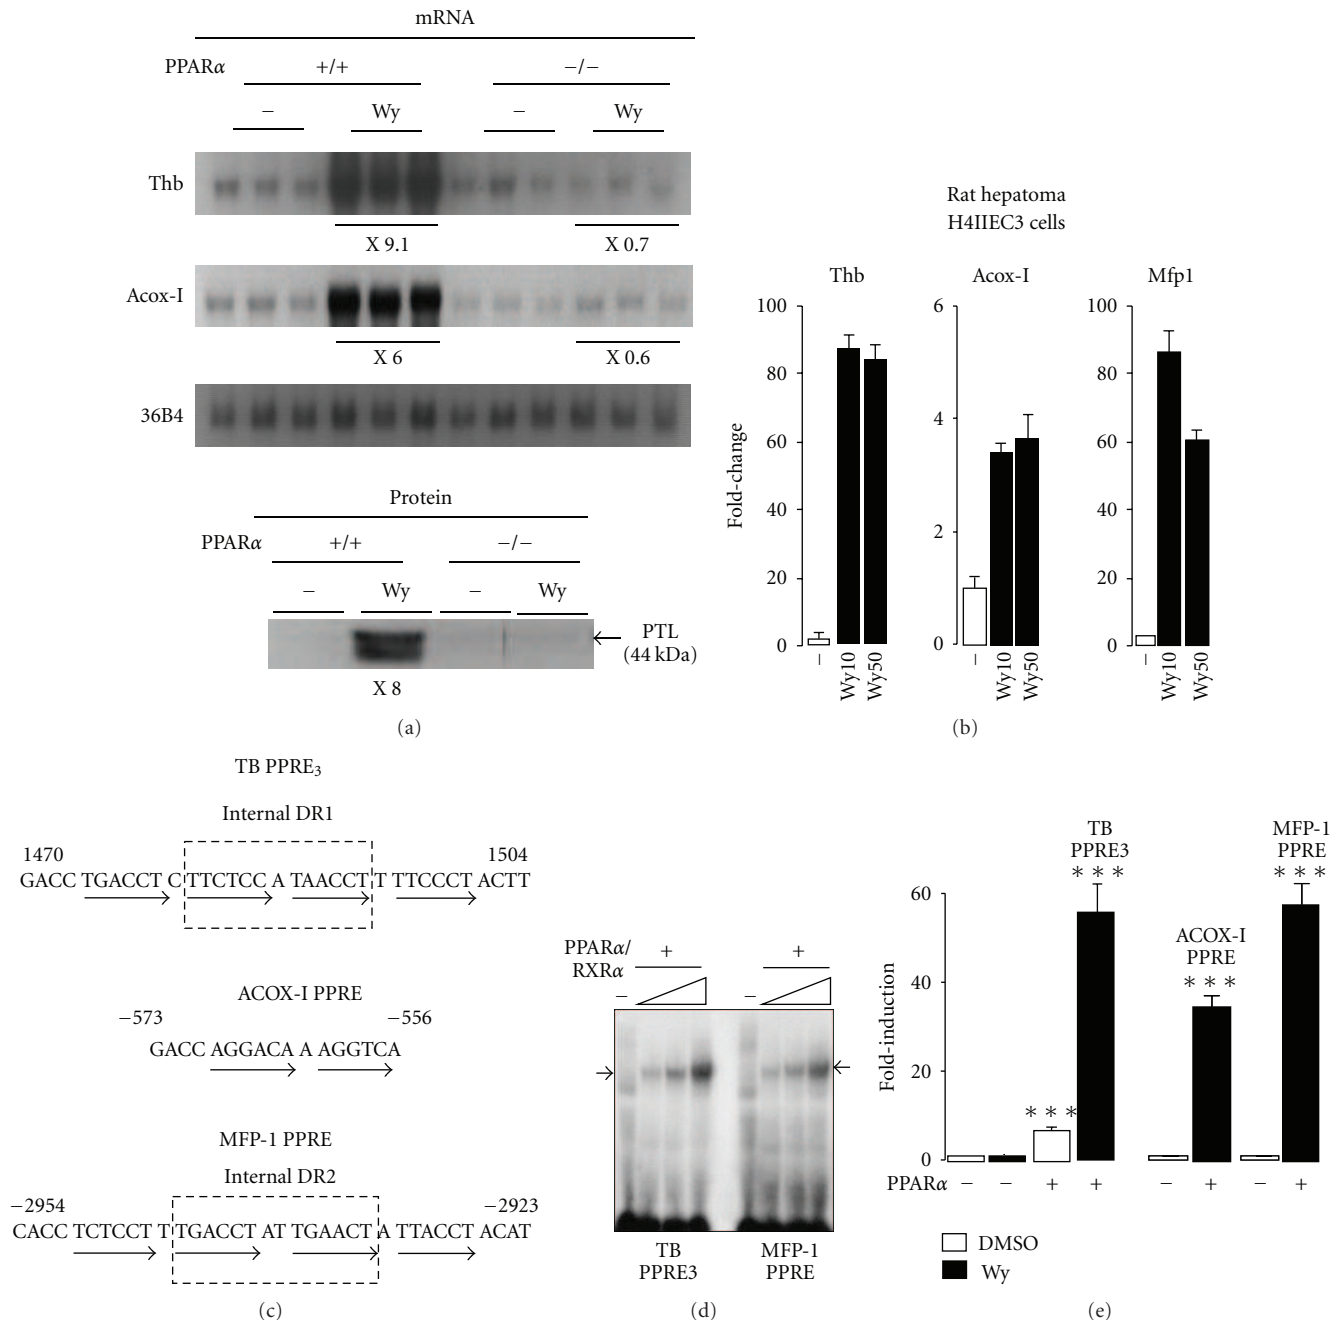 mRNA
PPARα +/+ −/−
− Wy − Wy
Thb
X 9.1 X 0.7
Acox-I
X 6 X 0.6
36B4
Protein
PPARα +/+ −/−
− Wy − Wy
PTL
(44 kDa)
X 8
(a)
Rat hepatoma
H4IIEC3 cells
Thb Acox-I Mfp1
Fold-change
100
80
60
40
20
0
− Wy10 Wy50
6
4
2
0
− Wy10 Wy50
100
80
60
40
20
0
− Wy10 Wy50
(b)
TB PPRE3
Internal DR1
1470 1504
GACC TGACCT C TTCTCC A TAACCT T TTCCCT ACTT
ACOX-I PPRE
−573 −556
GACC AGGACA A AGGTCA
MFP-1 PPRE
Internal DR2
−2954 −2923
CACC TCTCCT T TGACCT AT TGAACT A TTACCT ACAT
(c)
PPARα/
RXRα
+ +
− −
TB
PPRE3
MFP-1
PPRE
(d)
TB
PPRE3
∗∗∗
MFP-1
PPRE
∗∗∗
ACOX-I
PPRE
∗∗∗
∗∗∗
Fold-induction
60
40
20
0
PPARα − − + + − + − +
DMSO
Wy
(e)